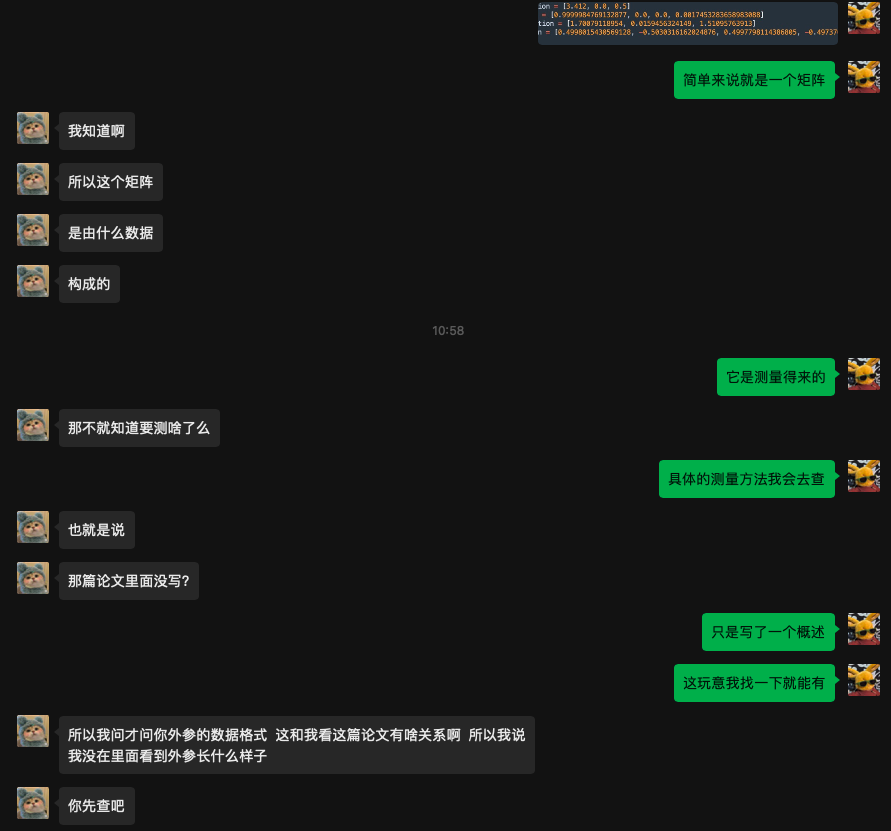 ion = [3.412, 0.0, 0.5]
= [0.9999984769132877, 0.0, 0.0, 0.0017453283658983088]
tion = [1.70079118954, 0.0159456324149, 1.51095763913]
n = [0.4998015430569128, -0.5030316162024876, 0.4997798114386805, -0.4973
简单来说就是一个矩阵
我知道啊
所以这个矩阵
是由什么数据
构成的
10:58
它是测量得来的
那不就知道要测啥了么
具体的测量方法我会去查
也就是说
那篇论文里面没写?
只是写了一个概述
这玩意我找一下就能有
所以我问才问你外参的数据格式 这和我看这篇论文有啥关系啊 所以我说
我没在里面看到外参长什么样子
你先查吧